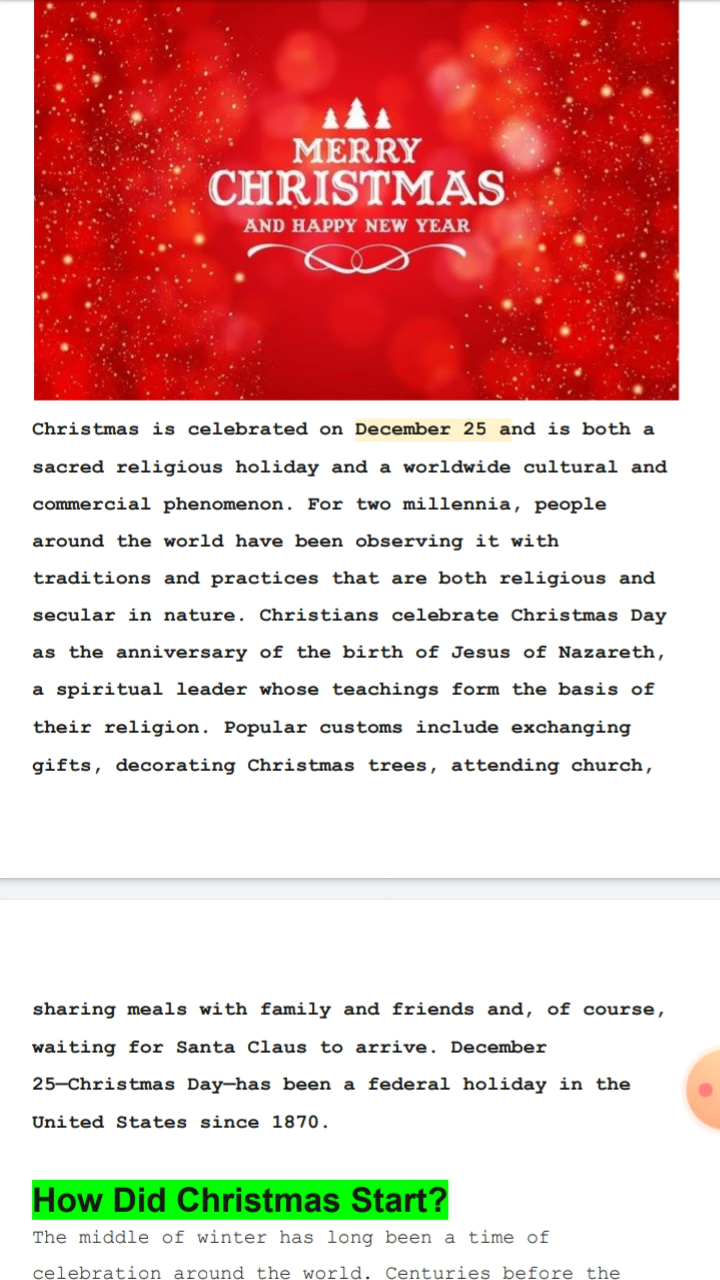 MERRY
CHRISTMAS
AND HAPPY NEW YEAR
Christmas is celebrated on December 25 and is both a
sacred religious holiday and a worldwide cultural and
commercial phenomenon. For two millennia, people
around the world have been observing it with
traditions and practices that are both religious and
secular in nature. Christians celebrate Christmas Day
as the anniversary of the birth of Jesus of Nazareth,
a spiritual leader whose teachings form the basis of
their religion. Popular customs include exchanging
gifts, decorating Christmas trees, attending church,
sharing meals with family and friends and, of course,
waiting for Santa Claus to arrive. December
25—Christmas Day—has been a federal holiday in the
United States since 1870.
How Did Christmas Start?
The middle of winter has long been a time of
celebration around the world. Centuries before the